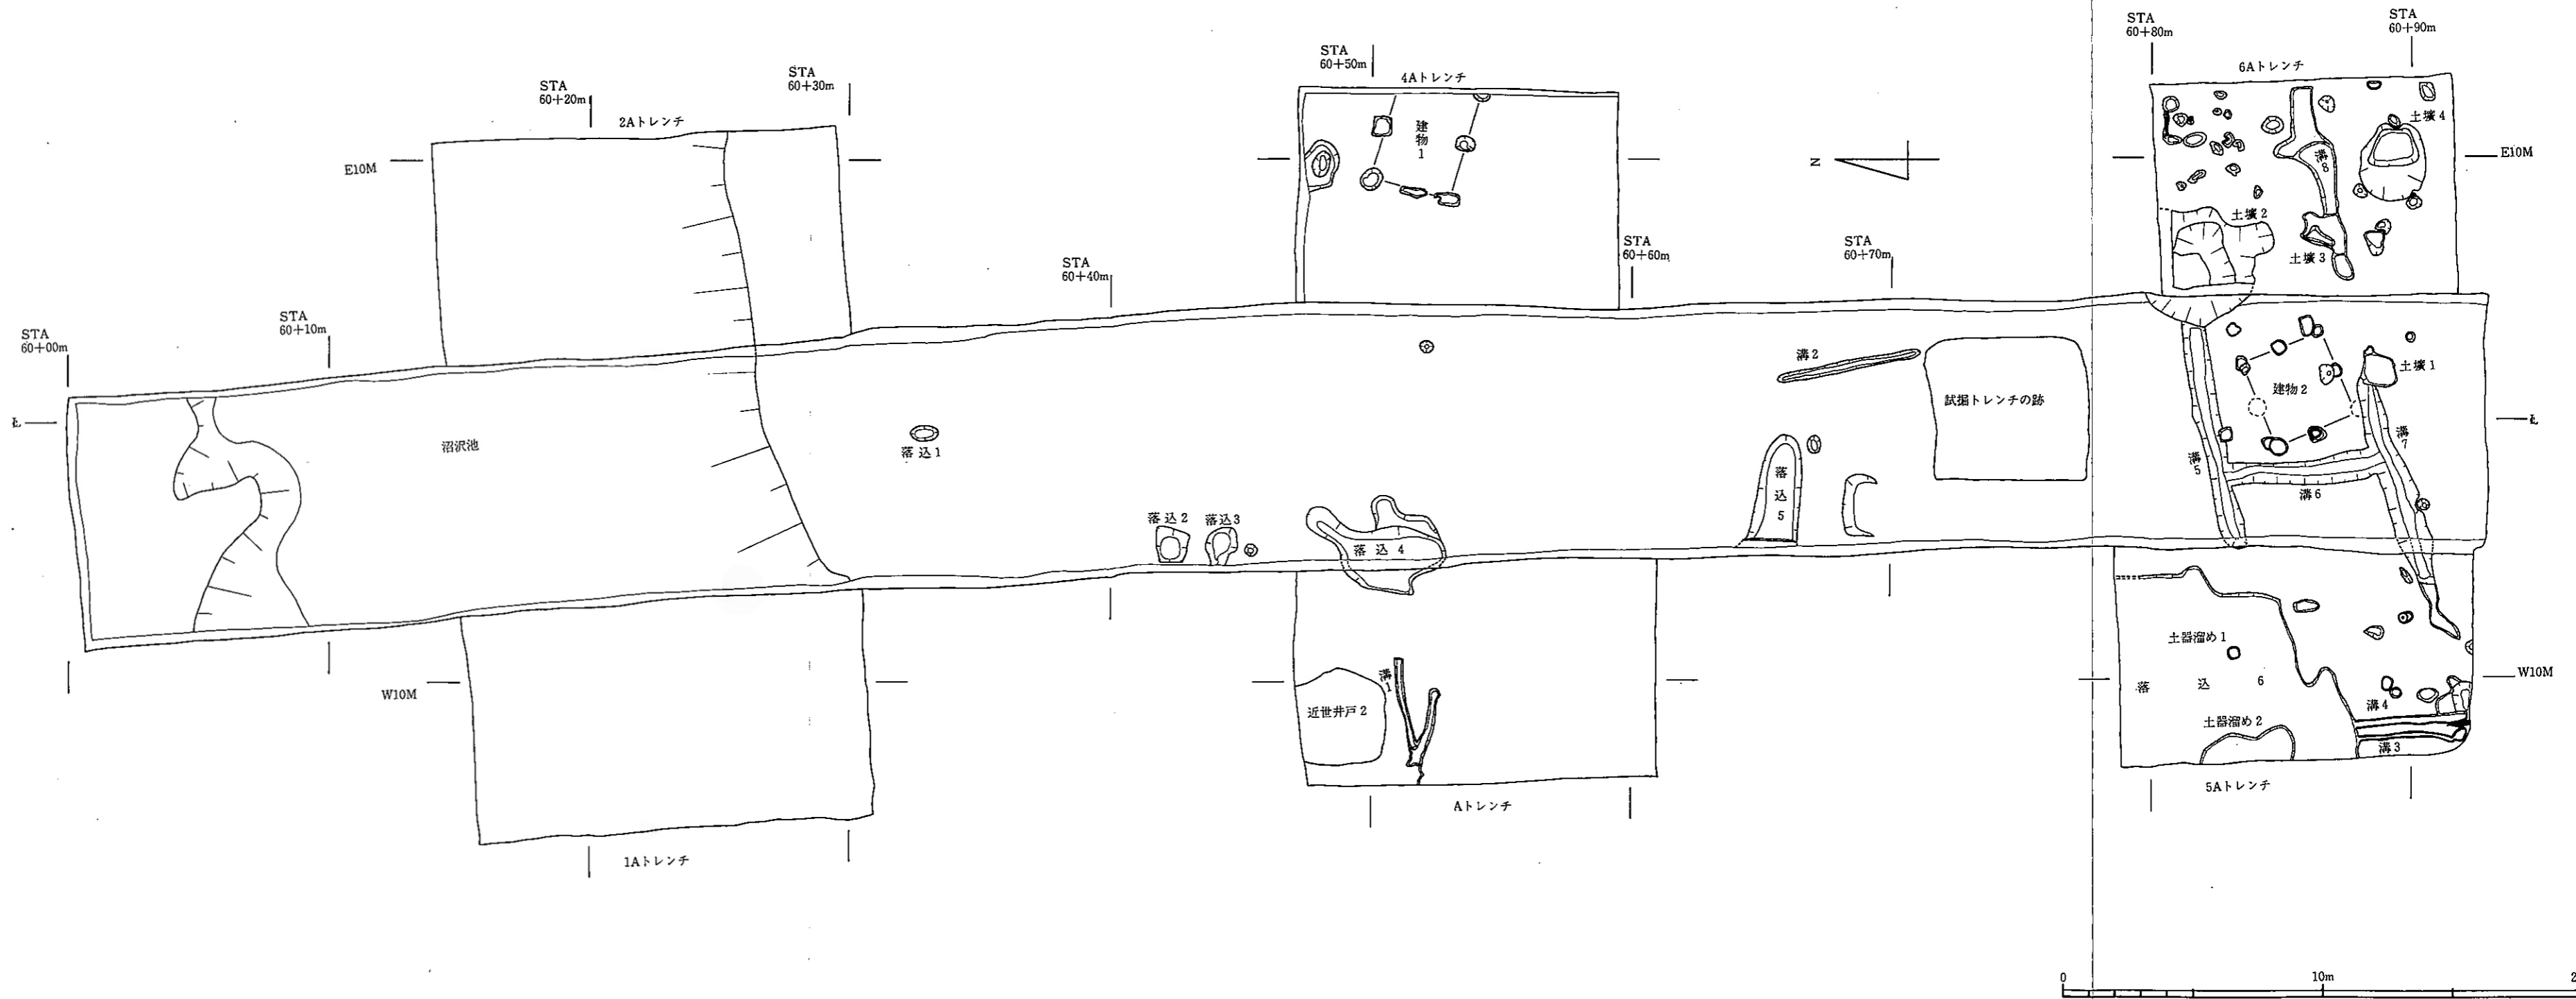 STA
60+00m
STA
60+10m
STA
60+20m
STA
60+30m
STA
60+40m
STA
60+50m
STA
60+60m
STA
60+70m
STA
60+80m
STA
60+90m
2Aトレンチ
4Aトレンチ
6Aトレンチ
E10M
E10M
N
建物1
溝8
土壙4
土壙2
土壙3
溝2
試掘トレンチの跡
建物2
土壙1
沼沢池
落込1
落込2
落込3
落込4
落込5
溝5
溝6
溝7
W10M
W10M
近世井戸2
溝1
土器溜め1
落込6
土器溜め2
溝4
溝3
1Aトレンチ
Aトレンチ
5Aトレンチ
0
10m
2